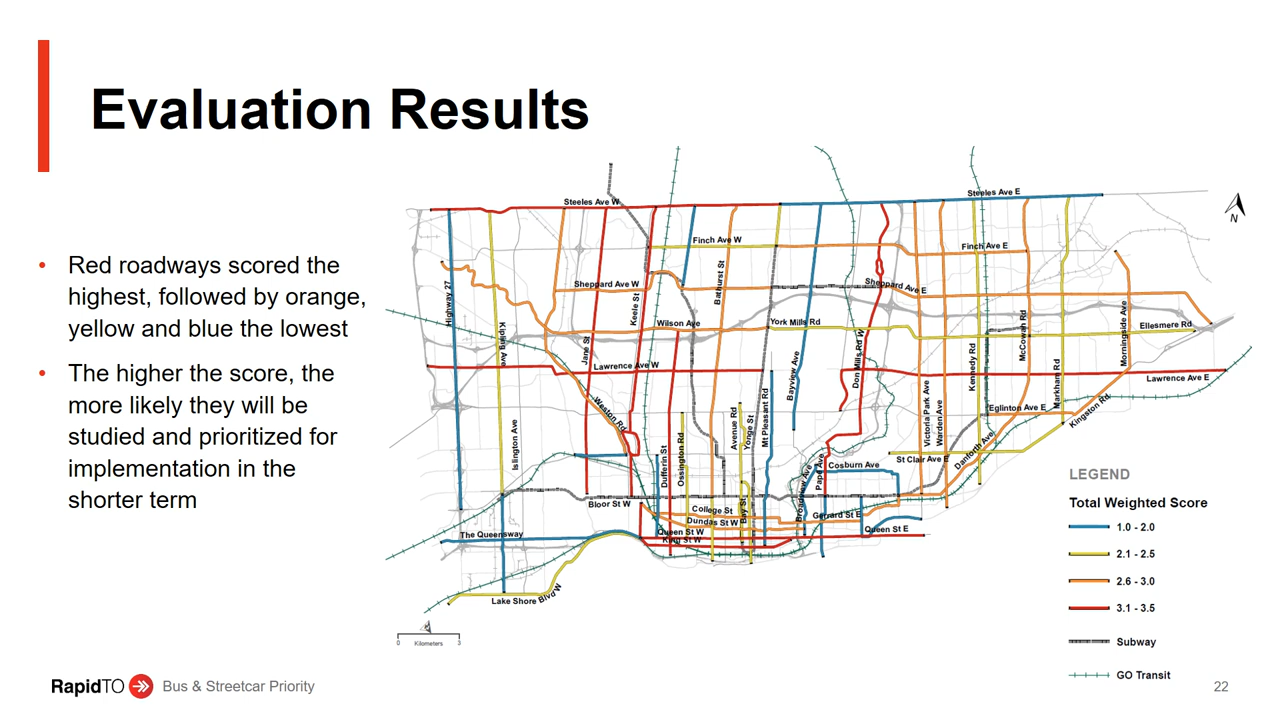 Evaluation Results
• Red roadways scored the
highest, followed by orange,
yellow and blue the lowest
• The higher the score, the
more likely they will be
studied and prioritized for
implementation in the
shorter term
Steeles Ave W
Steeles Ave E
N
Finch Ave W
Finch Ave E
Highway 27
Sheppard Ave W
Bathurst St
Sheppard Ave E
Keele St
Kipling Ave
Wilson Ave
York Mills Rd
Ellesmere Rd
McCowan Rd
Morningside Ave
Jane St
Lawrence Ave W
Bayview Ave
Don Mills Rd W
Kennedy Rd
Markham Rd
Lawrence Ave E
Weston Rd
Mt Pleasant Rd
Victoria Park Ave
Warden Ave
Eglinton Ave E
Kingston Rd
Islington Ave
Dufferin St
Ossington Rd
Avenue Rd
Yonge St
Danforth Ave
St Clair Ave E
Pape Ave
Cosburn Ave
Broadview Ave
Bloor St W
College St
Bay St
Gerrard St E
Dundas St W
Queen St W
Queen St E
King St W
The Queensway
Lake Shore Blvd W
0 Kilometers 3
LEGEND
Total Weighted Score
1.0 - 2.0
2.1 - 2.5
2.6 - 3.0
3.1 - 3.5
Subway
GO Transit
RapidTO Bus & Streetcar Priority
22